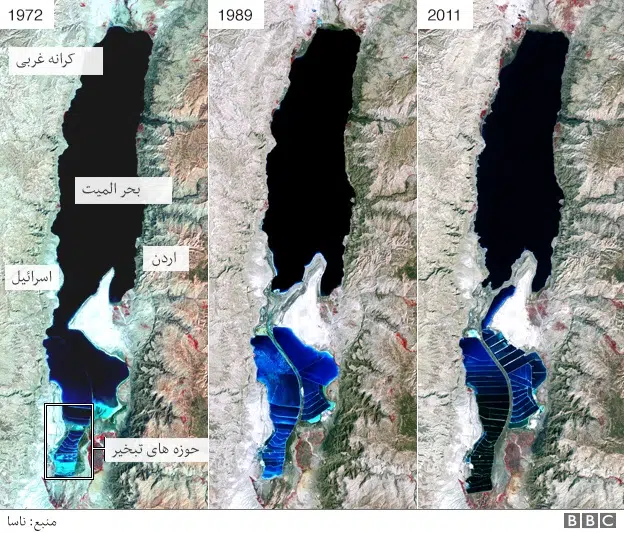 1972
1989
2011
کرانه غربی
بحر المیت
اردن
اسرائیل
حوزه های تبخیر
منبع: ناسا
BBC